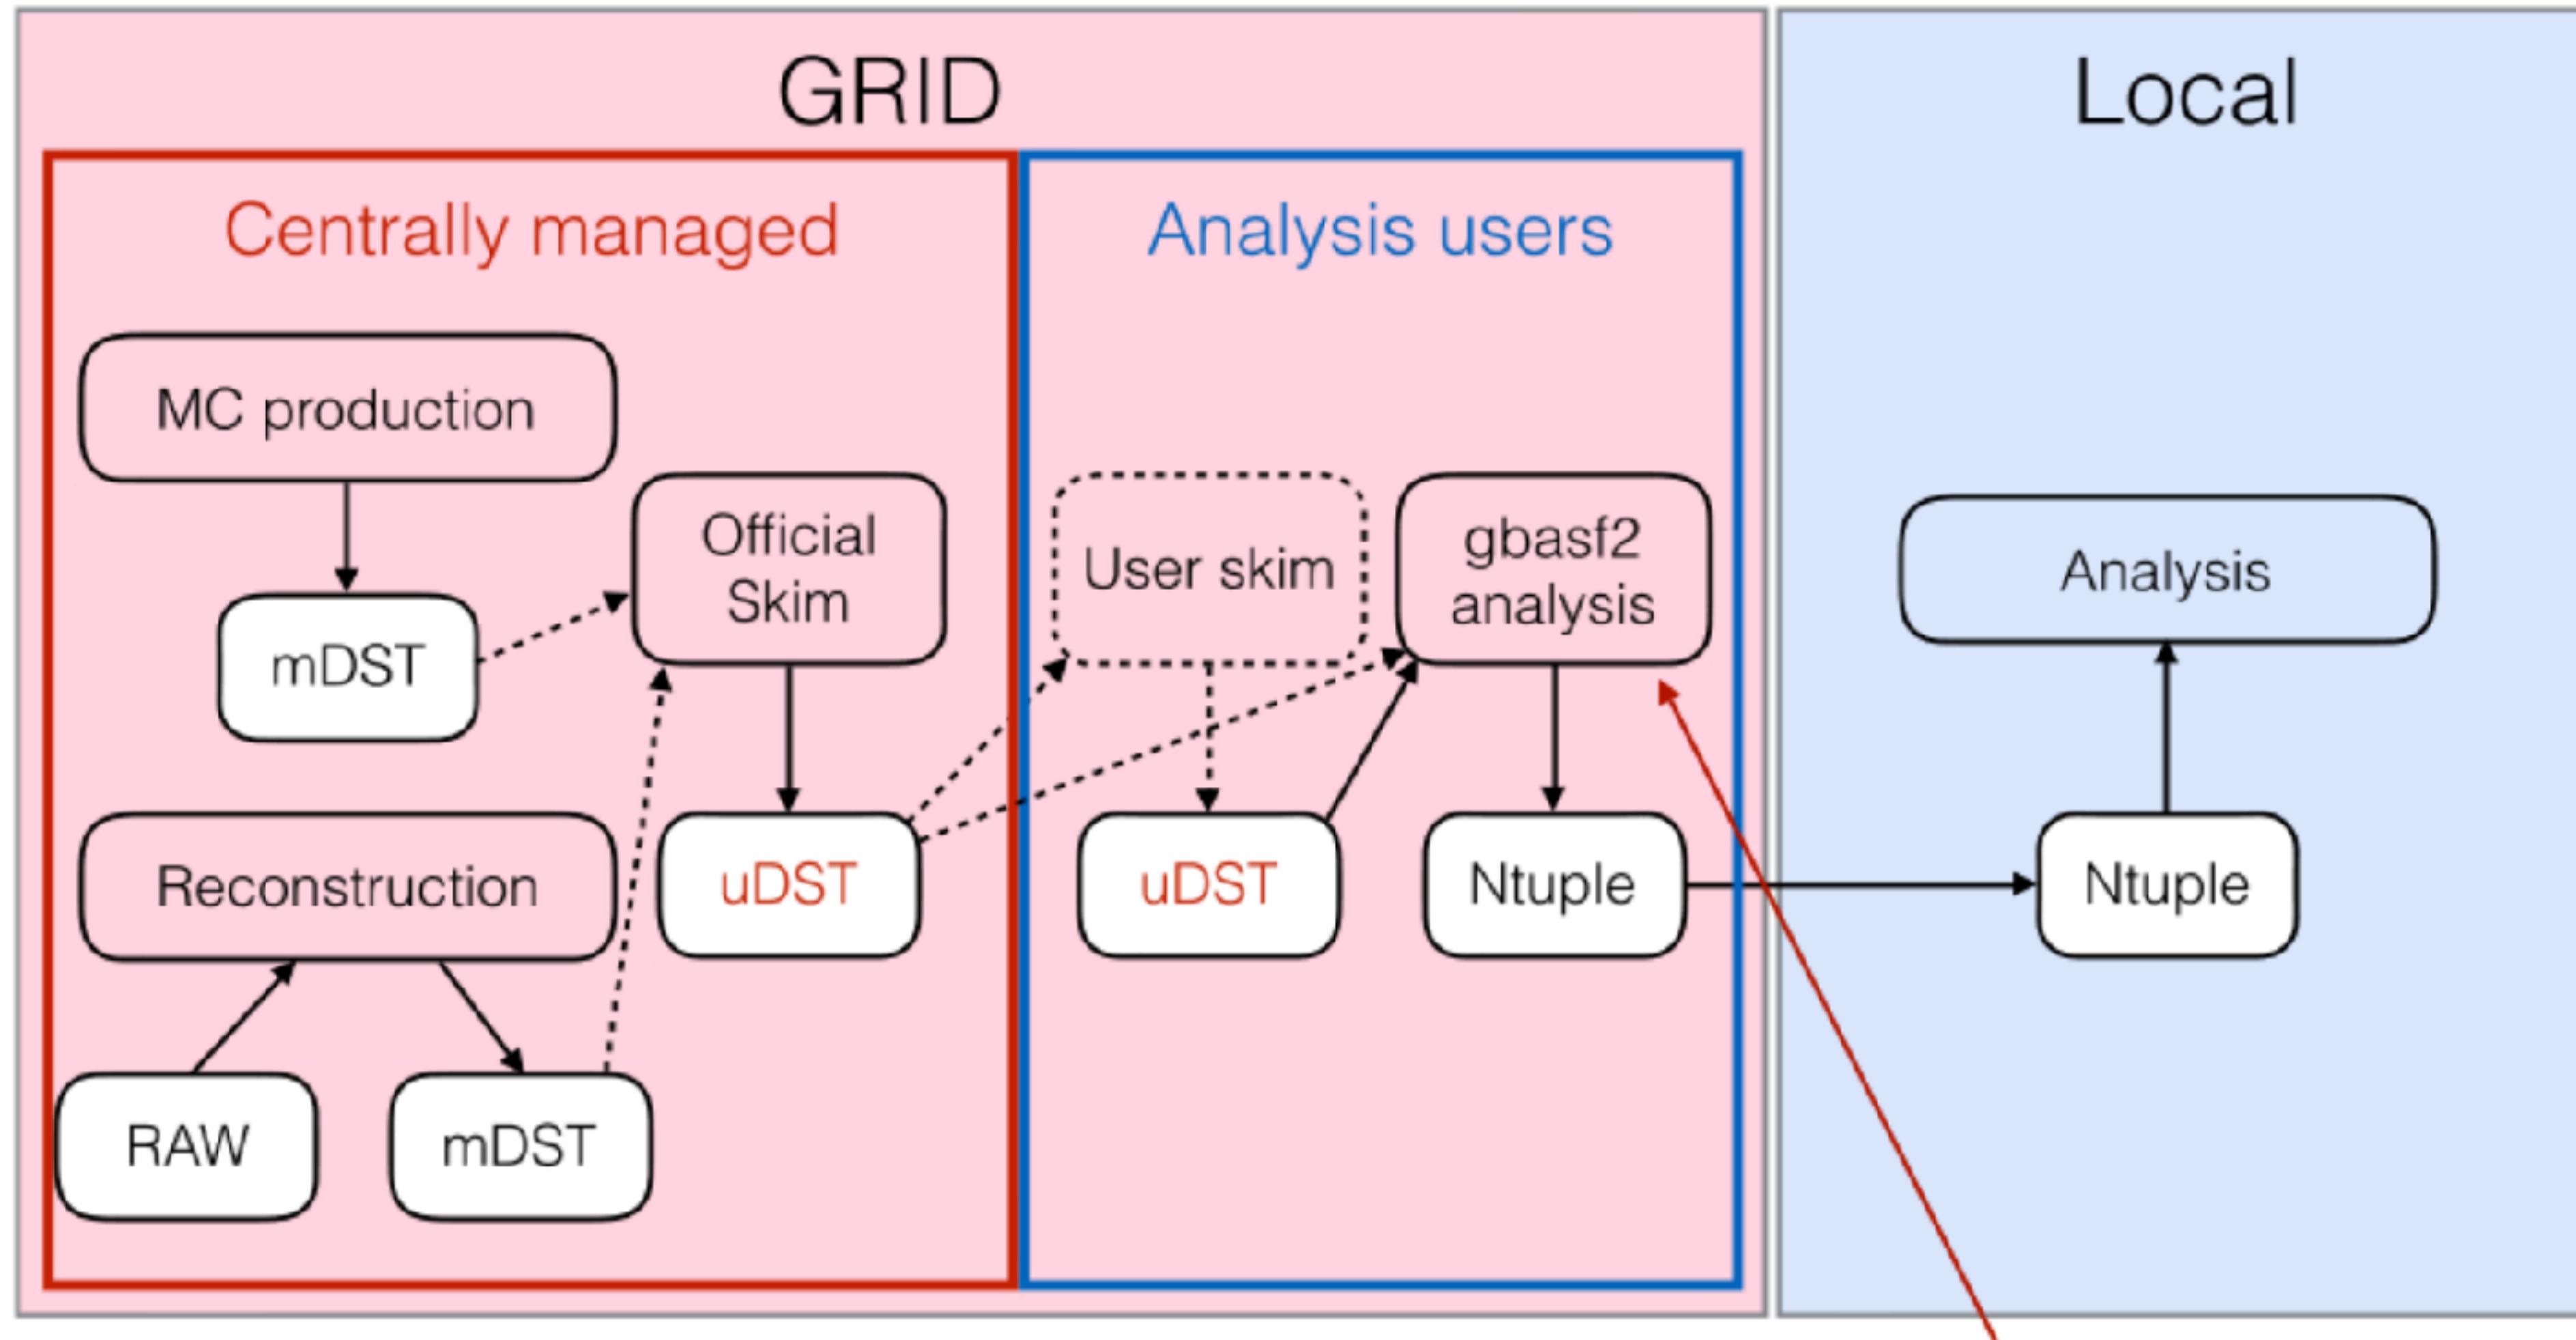 GRID
Local
Centrally managed
Analysis users
MC production
Official
Skim
User skim
gbasf2
analysis
Analysis
mDST
Reconstruction
uDST
uDST
Ntuple
Ntuple
RAW
mDST